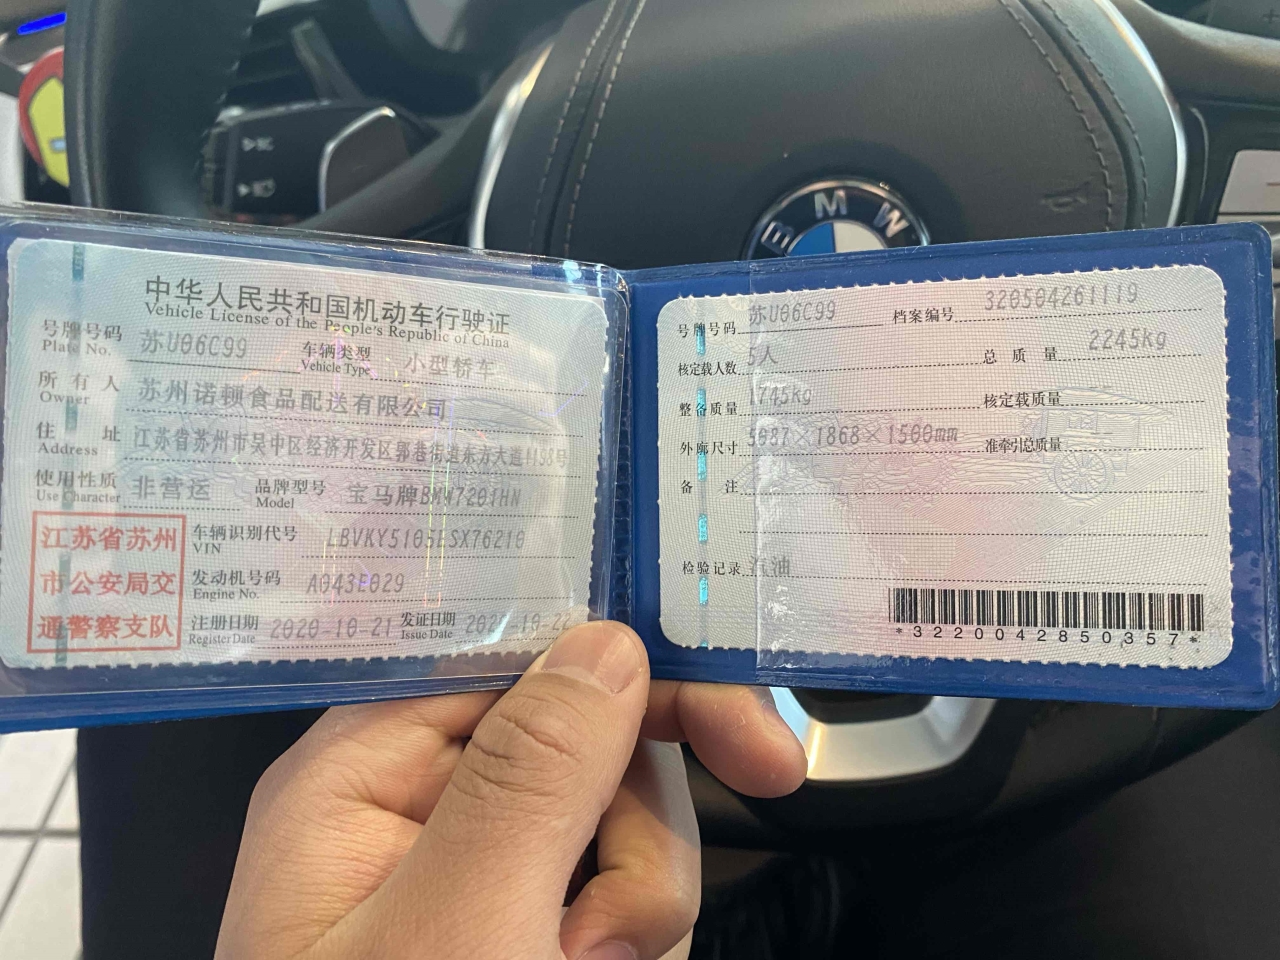 BMW
中华人民共和国机动车行驶证
Vehicle License of the People's Republic of China
号牌号码 苏U06C99 车辆类型 小型轿车
Plate No. Vehicle Type
所有人 苏州诺顿食品配送有限公司
Owner
住址 江苏省苏州市吴中区经济开发区郭巷街道东方大道1158号
Address
使用性质 非营运 品牌型号 宝马牌BMW7201HN
Use Character Model
江苏省苏州
市公安局交
通警察支队
车辆识别代号
VIN
发动机号码 A043E029
Engine No.
注册日期 2020-10-21 发证日期
Register Date Issue Date
号牌号码 苏U06C99 档案编号 320504261119
核定载人数 5人 总质量 2245Kg
整备质量 1745Kg 核定载质量
外廓尺寸 5087×1868×1500mm 准牵引总质量
备注
检验记录 汽油
*3220042850357*